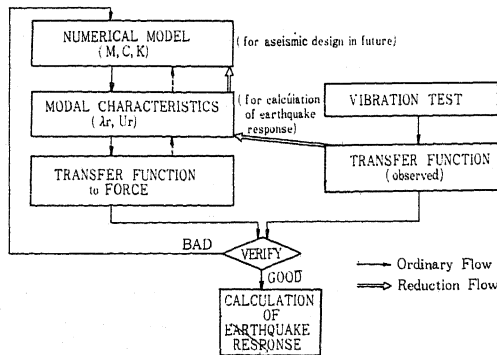 NUMERICAL MODEL
(M, C, K)
(for aseismic design in future)
MODAL CHARACTERISTICS
(λr, Ur)
(for calculation
of earthquake
response)
VIBRATION TEST
TRANSFER FUNCTION
to FORCE
TRANSFER FUNCTION
(observed)
BAD
VERIFY
GOOD
Ordinary Flow
Reduction Flow
CALCULATION
OF
EARTHQUAKE
RESPONSE